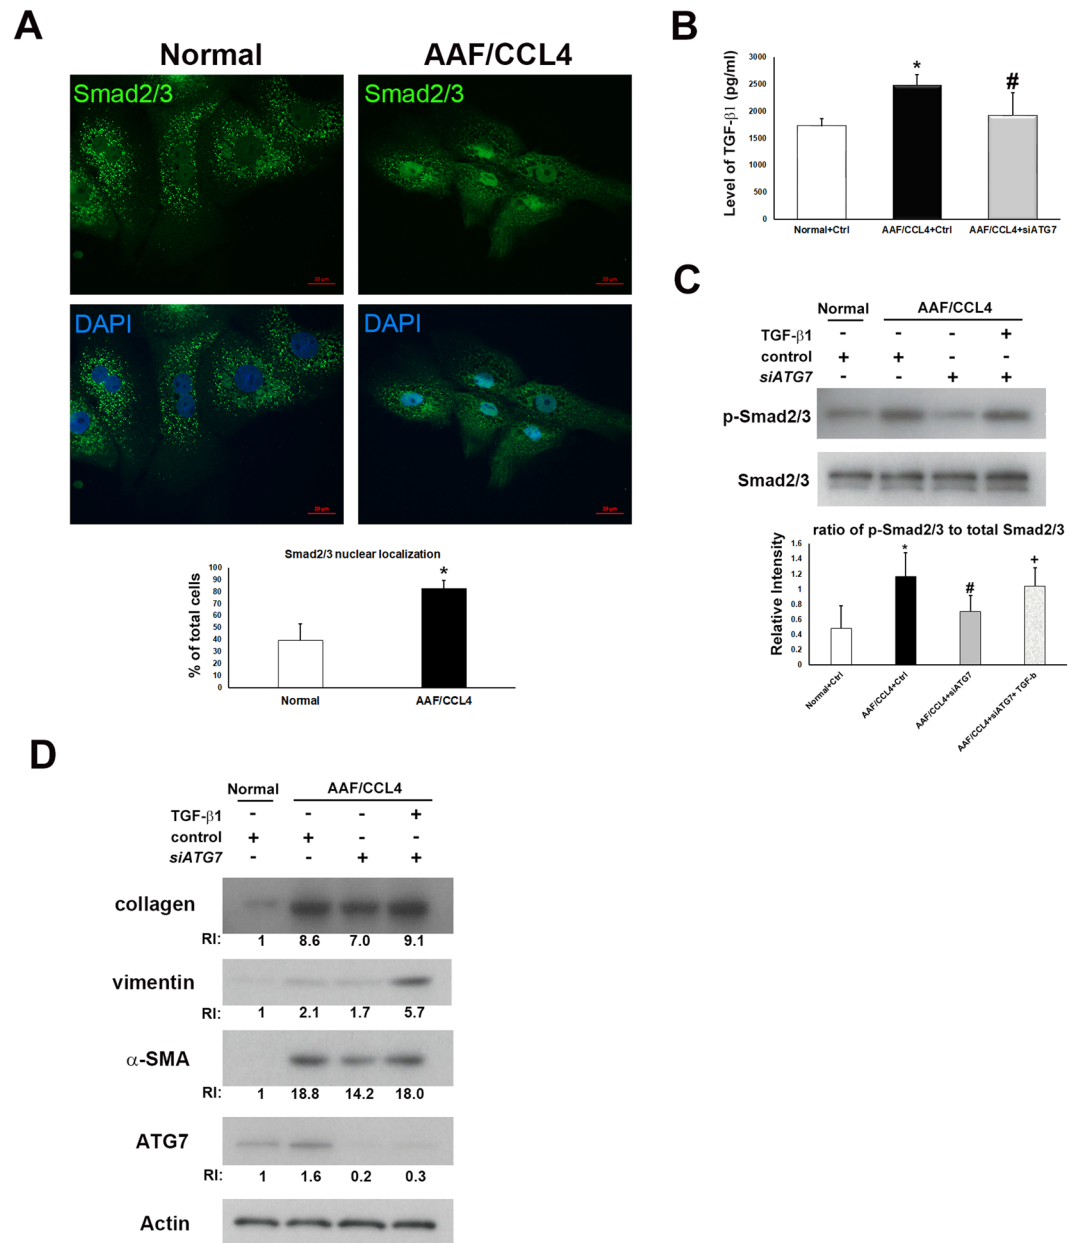 A
Normal
AAF/CCL4
Smad2/3
Smad2/3
DAPI
DAPI
Smad2/3 nuclear localization
% of total cells
100
90
80
70
60
50
40
30
20
10
0
*
Normal
AAF/CCL4
B
Level of TGF-β1 (pg/ml)
3000
2500
2000
1500
1000
500
0
*
#
Normal+Ctrl
AAF/CCL4+Ctrl
AAF/CCL4+siATG7
C
Normal
AAF/CCL4
TGF-β1 - - - +
control + + - -
siATG7 - - + +
p-Smad2/3
Smad2/3
ratio of p-Smad2/3 to total Smad2/3
Relative Intensity
1.6
1.4
1.2
1
0.8
0.6
0.4
0.2
0
*
#
+
Normal+Ctrl
AAF/CCL4+Ctrl
AAF/CCL4+siATG7
AAF/CCL4+siATG7+ TGF-b
D
Normal
AAF/CCL4
TGF-β1 - - - +
control + + - -
siATG7 - - + +
collagen
RI: 1 8.6 7.0 9.1
vimentin
RI: 1 2.1 1.7 5.7
α-SMA
RI: 1 18.8 14.2 18.0
ATG7
RI: 1 1.6 0.2 0.3
Actin